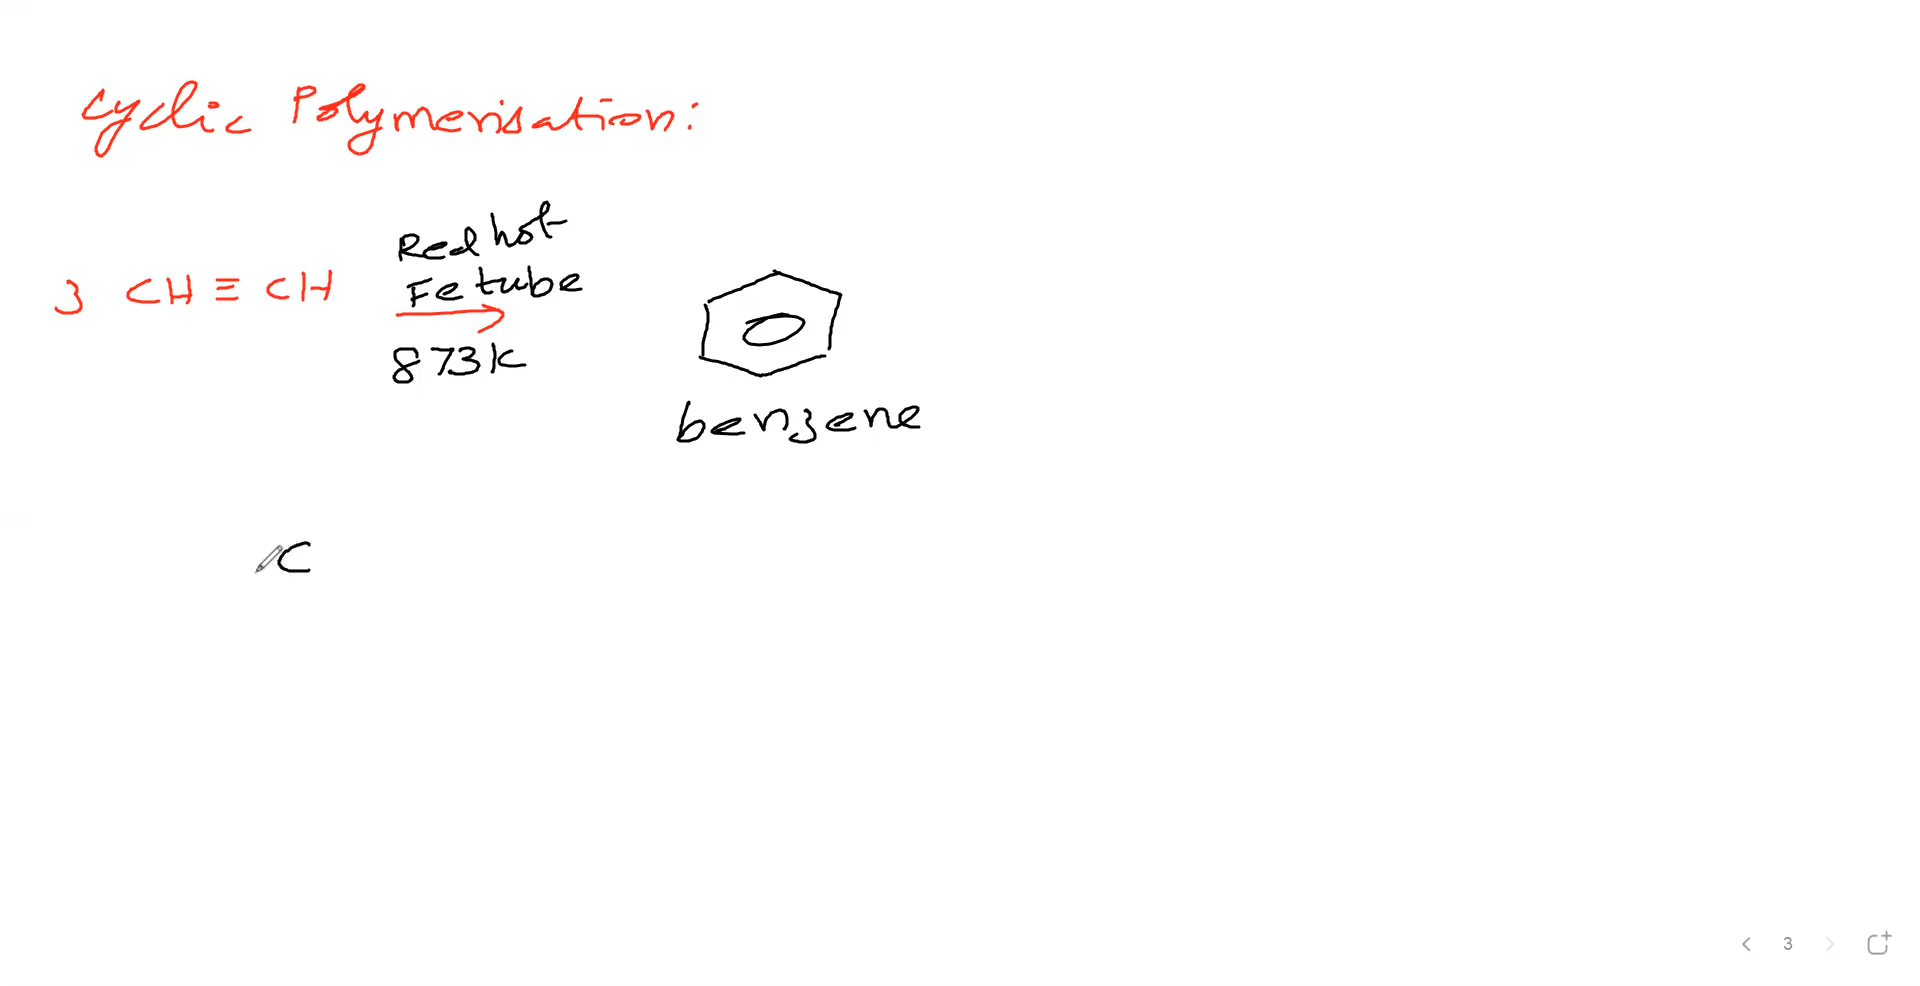 Cyclic Polymerisation:
Red hot
3 CH ≡ CH Fe tube
873K
benzene
C
3